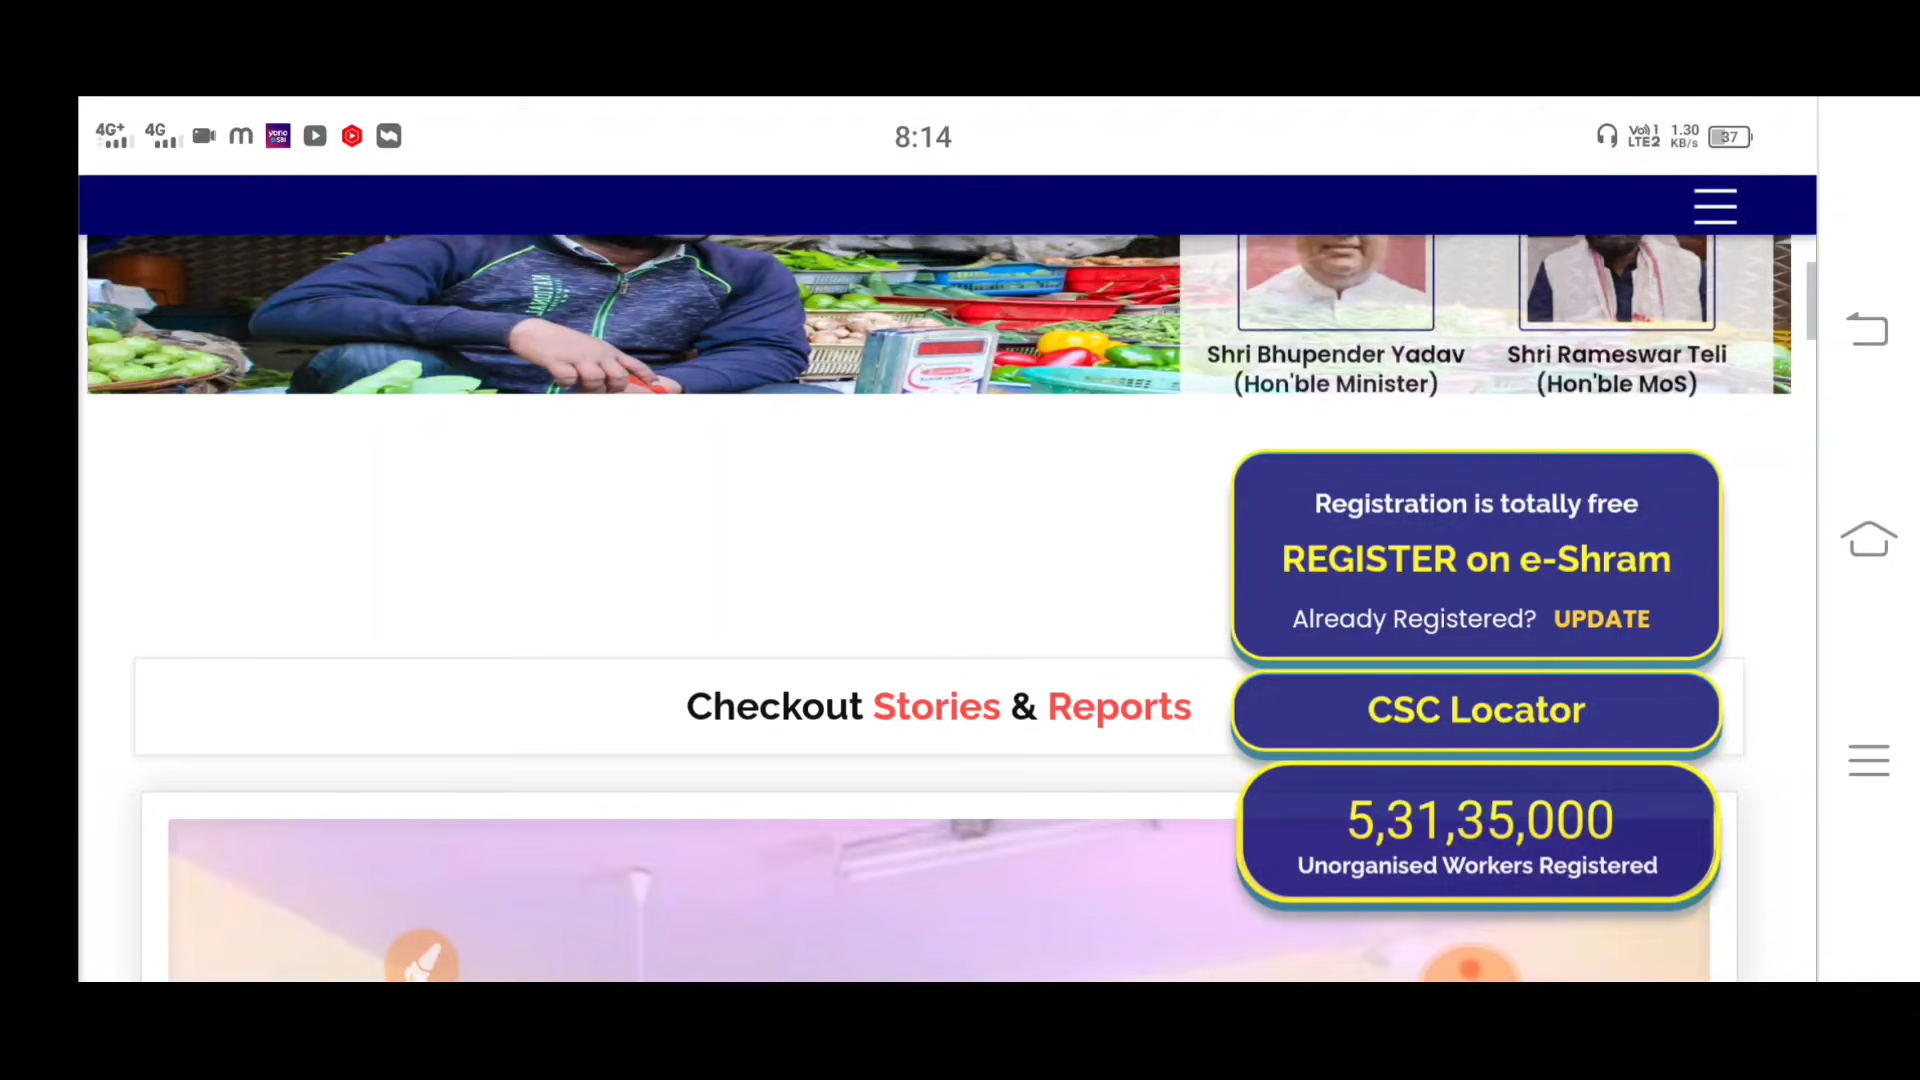 4G+ 4G
yono
SBI
8:14
Vo)) 1
LTE2
1.30
KB/s
37
Shri Bhupender Yadav
(Hon'ble Minister)
Shri Rameswar Teli
(Hon'ble MoS)
Registration is totally free
REGISTER on e-Shram
Already Registered? UPDATE
Checkout Stories & Reports
CSC Locator
5,31,35,000
Unorganised Workers Registered